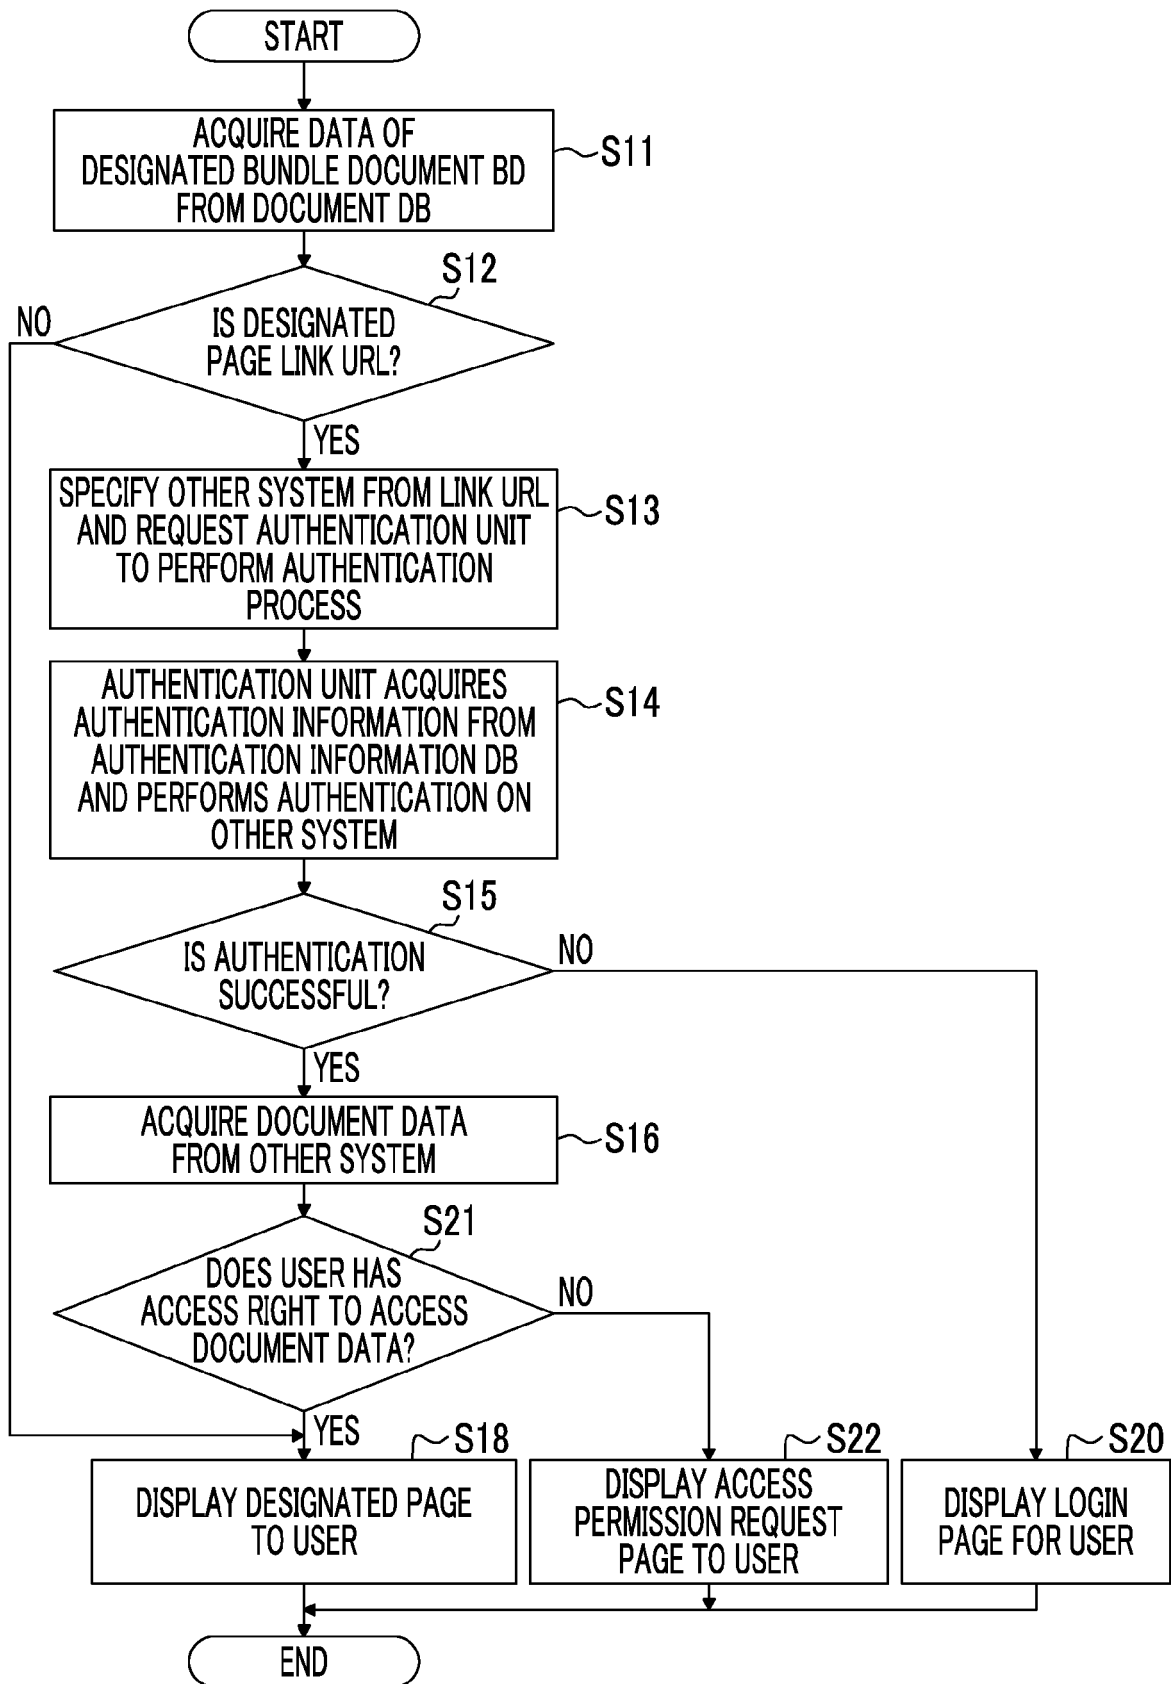 START
ACQUIRE DATA OF
DESIGNATED BUNDLE DOCUMENT BD
FROM DOCUMENT DB
S11
S12
NO
IS DESIGNATED
PAGE LINK URL?
YES
SPECIFY OTHER SYSTEM FROM LINK URL
AND REQUEST AUTHENTICATION UNIT
TO PERFORM AUTHENTICATION
PROCESS
S13
AUTHENTICATION UNIT ACQUIRES
AUTHENTICATION INFORMATION FROM
AUTHENTICATION INFORMATION DB
AND PERFORMS AUTHENTICATION ON
OTHER SYSTEM
S14
S15
IS AUTHENTICATION
SUCCESSFUL?
NO
YES
ACQUIRE DOCUMENT DATA
FROM OTHER SYSTEM
S16
S21
DOES USER HAS
ACCESS RIGHT TO ACCESS
DOCUMENT DATA?
NO
YES
S18
DISPLAY DESIGNATED PAGE
TO USER
S22
DISPLAY ACCESS
PERMISSION REQUEST
PAGE TO USER
S20
DISPLAY LOGIN
PAGE FOR USER
END